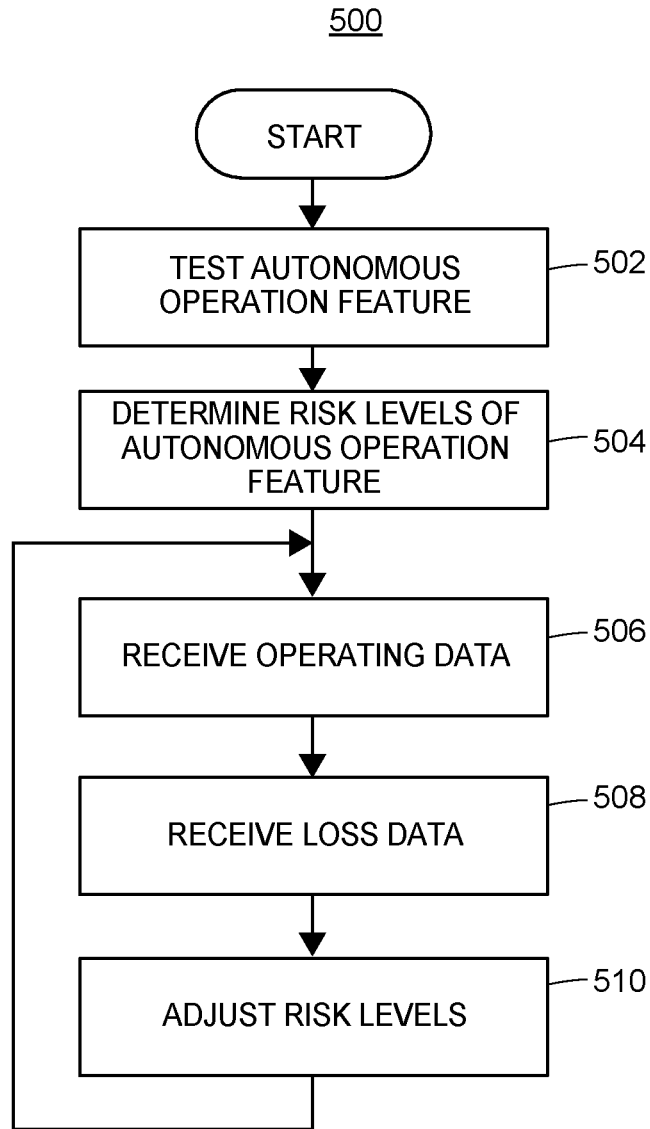 500
START
TEST AUTONOMOUS
OPERATION FEATURE
502
DETERMINE RISK LEVELS OF
AUTONOMOUS OPERATION
FEATURE
504
RECEIVE OPERATING DATA
506
RECEIVE LOSS DATA
508
ADJUST RISK LEVELS
510